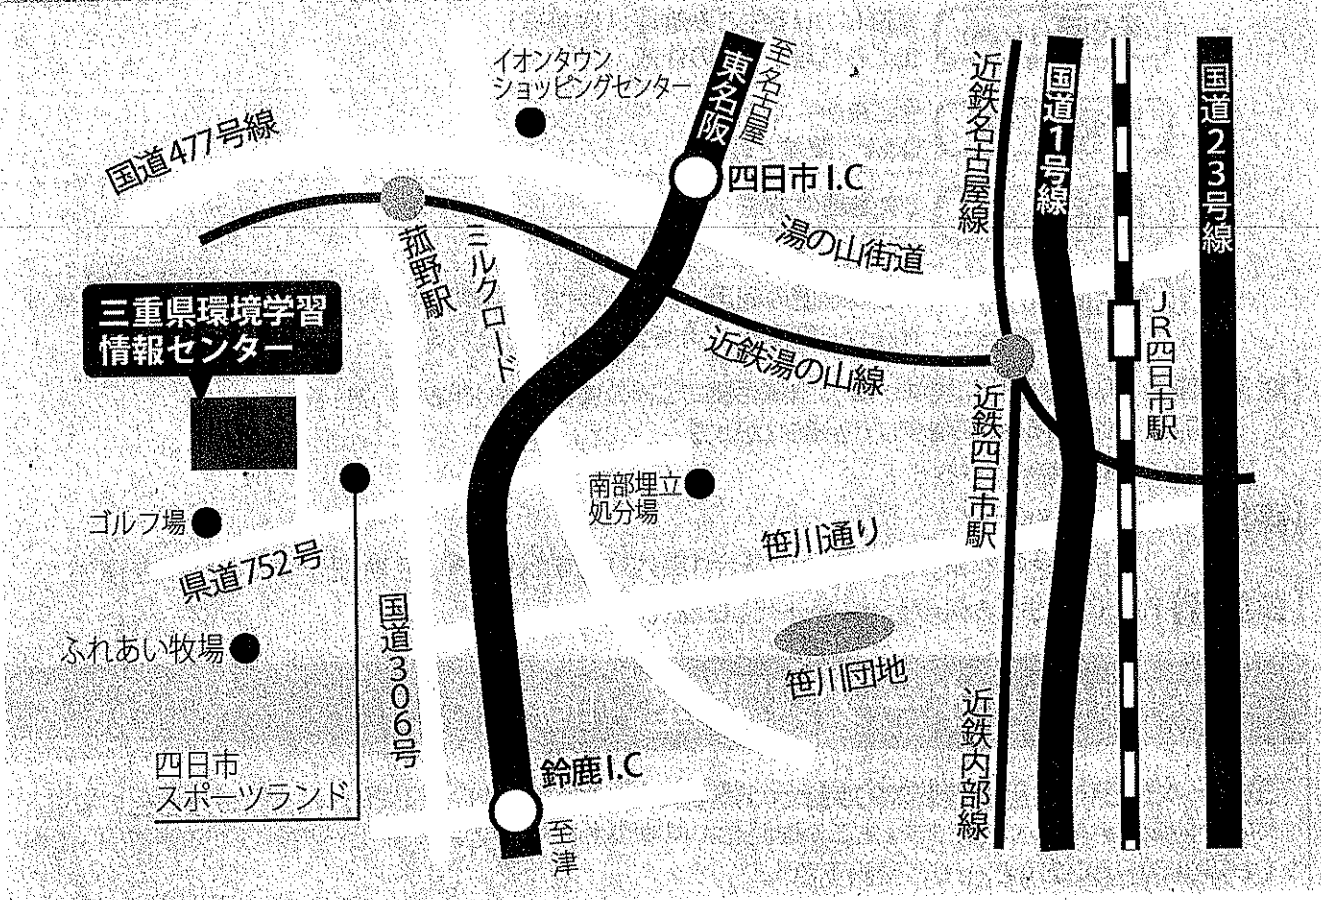 イオンタウン
ショッピングセンター
東名阪
至名古屋
近鉄名古屋線
国道1号線
国道23号線
国道477号線
四日市I.C
湯の山街道
菰野駅
ミルクロード
三重県環境学習
情報センター
近鉄湯の山線
JR四日市駅
近鉄四日市駅
南部埋立
処分場
ゴルフ場
笹川通り
県道752号
国道306号
ふれあい牧場
笹川団地
近鉄内部線
四日市
スポーツランド
鈴鹿I.C
至津